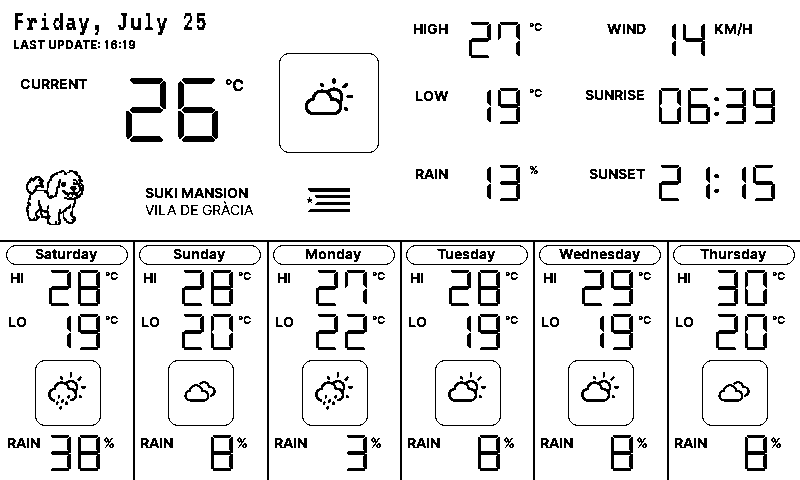 Friday, July 25
LAST UPDATE: 16:19
CURRENT 26 °C
HIGH 27 °C
WIND 14 KM/H
LOW 19 °C
SUNRISE 06:39
RAIN 13 %
SUNSET 21:15
SUKI MANSION
VILA DE GRÀCIA
Saturday
HI 28 °C
LO 19 °C
RAIN 38 %
Sunday
HI 28 °C
LO 20 °C
RAIN 8 %
Monday
HI 27 °C
LO 22 °C
RAIN 3 %
Tuesday
HI 28 °C
LO 19 °C
RAIN 8 %
Wednesday
HI 29 °C
LO 19 °C
RAIN 8 %
Thursday
HI 30 °C
LO 20 °C
RAIN 8 %